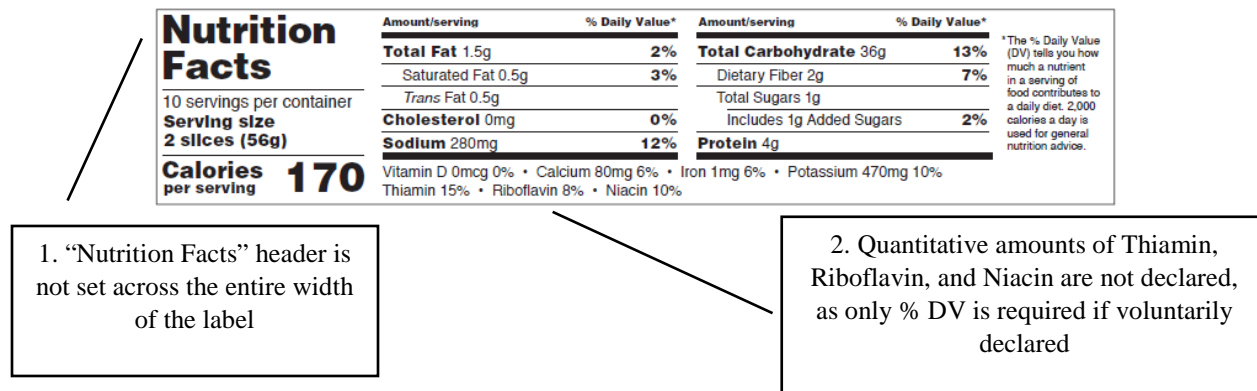 Nutrition
Facts
10 servings per container
Serving size
2 slices (56g)
Calories 170
per serving
Amount/serving % Daily Value*
Total Fat 1.5g 2%
Saturated Fat 0.5g 3%
Trans Fat 0.5g
Cholesterol 0mg 0%
Sodium 280mg 12%
Amount/serving % Daily Value*
Total Carbohydrate 36g 13%
Dietary Fiber 2g 7%
Total Sugars 1g
Includes 1g Added Sugars 2%
Protein 4g
Vitamin D 0mcg 0% • Calcium 80mg 6% • Iron 1mg 6% • Potassium 470mg 10%
Thiamin 15% • Riboflavin 8% • Niacin 10%
*The % Daily Value
(DV) tells you how
much a nutrient
in a serving of
food contributes to
a daily diet. 2,000
calories a day is
used for general
nutrition advice.
1. “Nutrition Facts” header is
not set across the entire width
of the label
2. Quantitative amounts of Thiamin,
Riboflavin, and Niacin are not declared,
as only % DV is required if voluntarily
declared